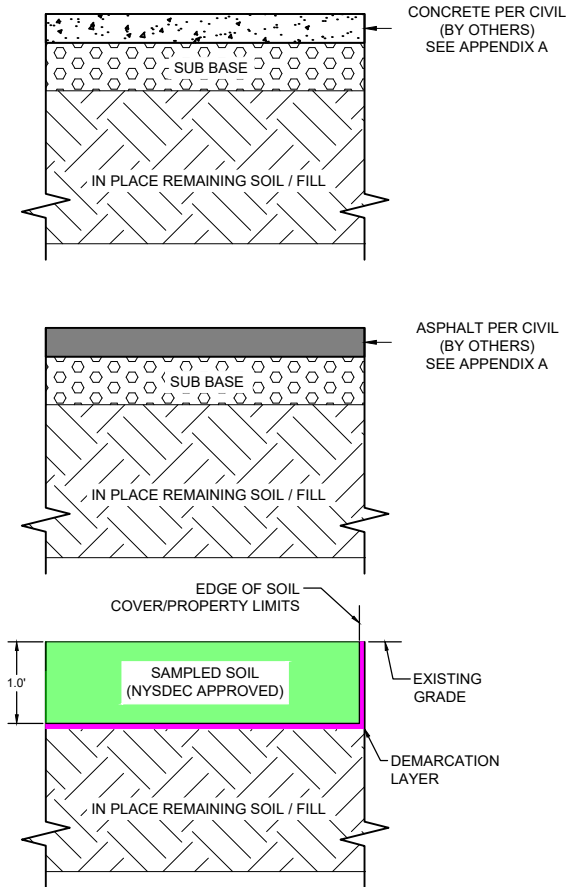 CONCRETE PER CIVIL
(BY OTHERS)
SEE APPENDIX A
SUB BASE
IN PLACE REMAINING SOIL / FILL
ASPHALT PER CIVIL
(BY OTHERS)
SEE APPENDIX A
SUB BASE
IN PLACE REMAINING SOIL / FILL
EDGE OF SOIL
COVER/PROPERTY LIMITS
1.0'
SAMPLED SOIL
(NYSDEC APPROVED)
EXISTING
GRADE
DEMARCATION
LAYER
IN PLACE REMAINING SOIL / FILL